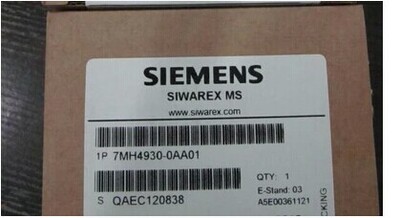 SIEMENS
SIWAREX MS
www.siwarex.com
1P 7MH4930-0AA01
QTY: 1
E-Stand: 03
S QAEC120838
A5E00361121